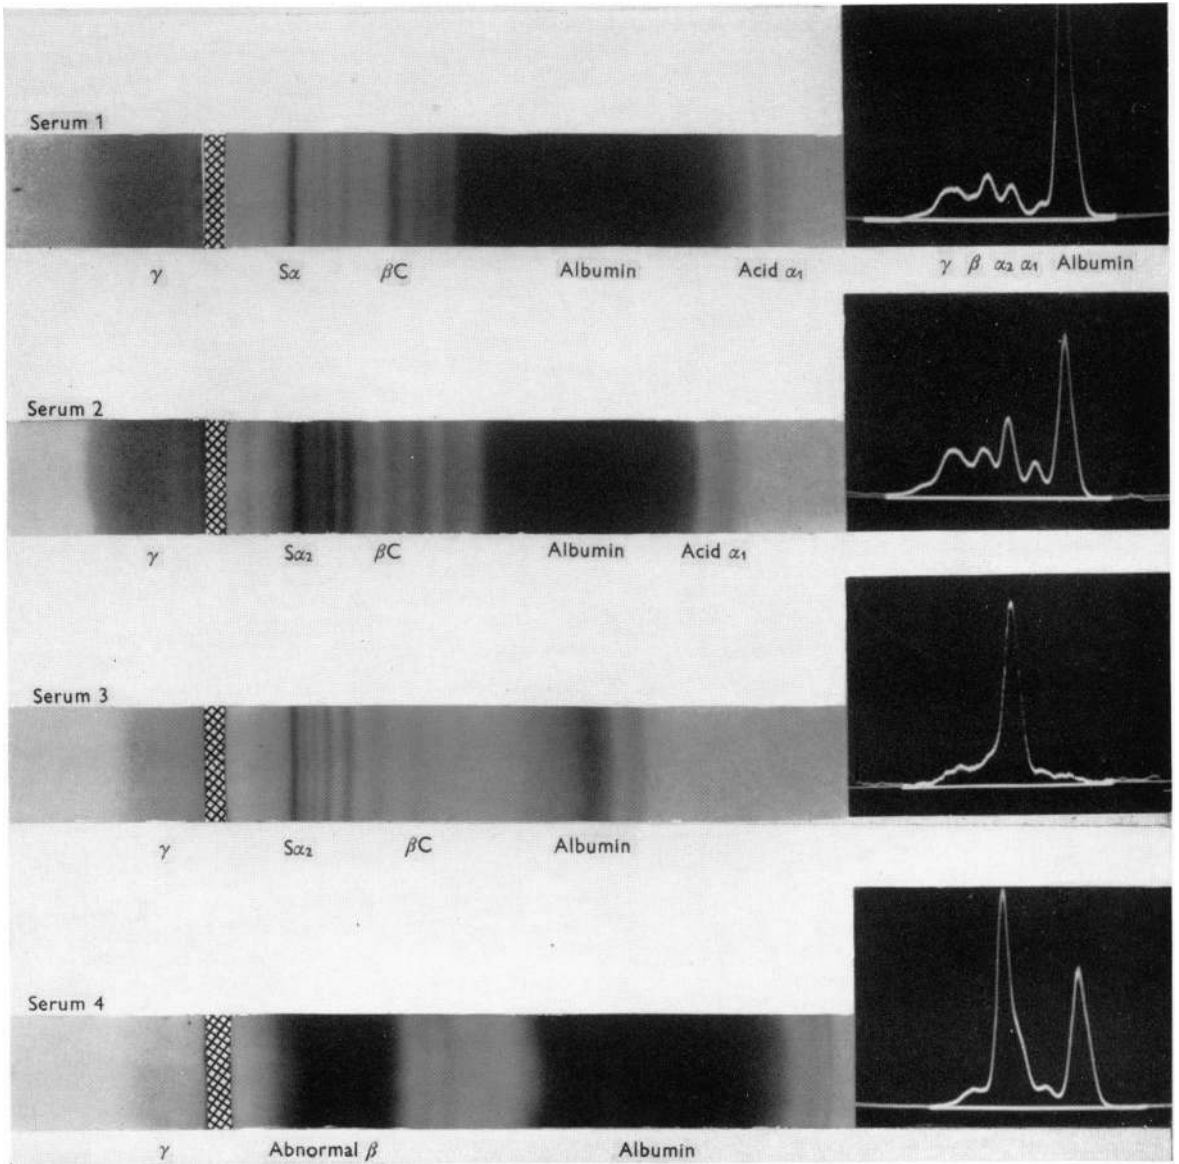 Serum 1
γ Sα βC Albumin Acid α₁ γ β α₂ α₁ Albumin
Serum 2
γ Sα₂ βC Albumin Acid α₁
Serum 3
γ Sα₂ βC Albumin
Serum 4
γ Abnormal β Albumin